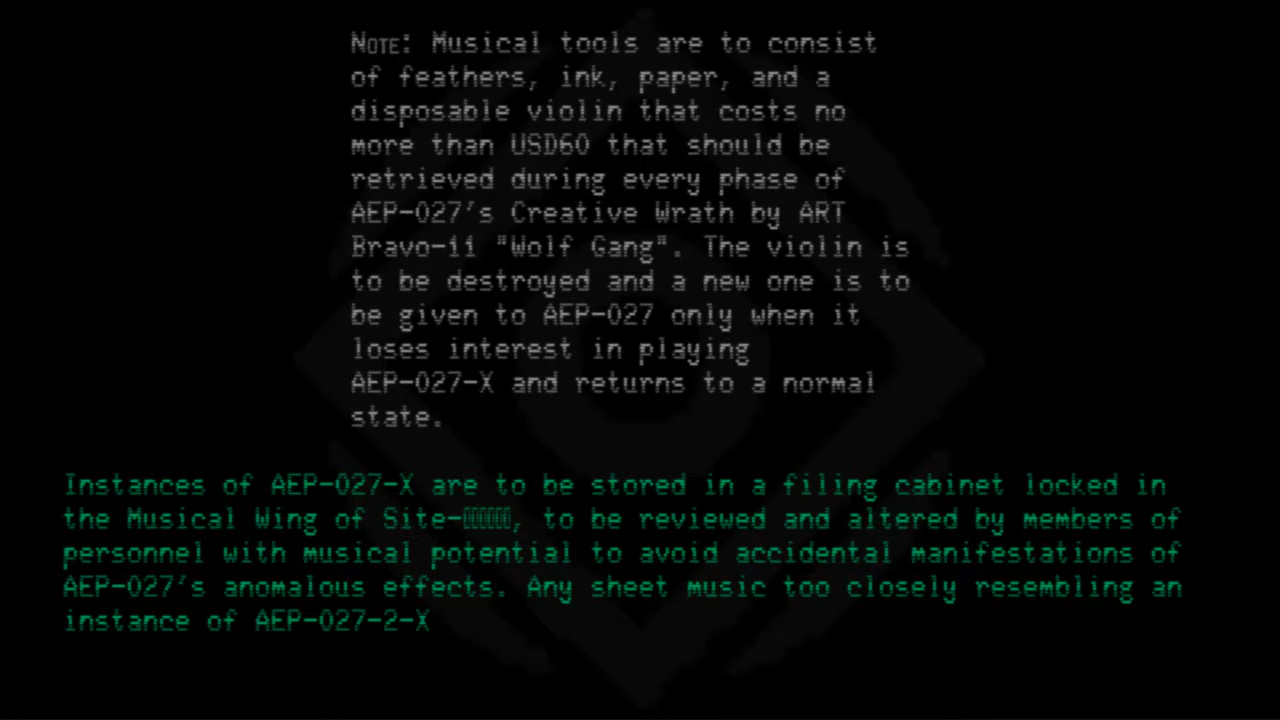 NOTE: Musical tools are to consist
of feathers, ink, paper, and a
disposable violin that costs no
more than USD60 that should be
retrieved during every phase of
AEP-027's Creative Wrath by ART
Bravo-11 "Wolf Gang". The violin is
to be destroyed and a new one is to
be given to AEP-027 only when it
loses interest in playing
AEP-027-X and returns to a normal
state.
Instances of AEP-027-X are to be stored in a filing cabinet locked in
the Musical Wing of Site-▯▯▯▯▯▯, to be reviewed and altered by members of
personnel with musical potential to avoid accidental manifestations of
AEP-027's anomalous effects. Any sheet music too closely resembling an
instance of AEP-027-2-X